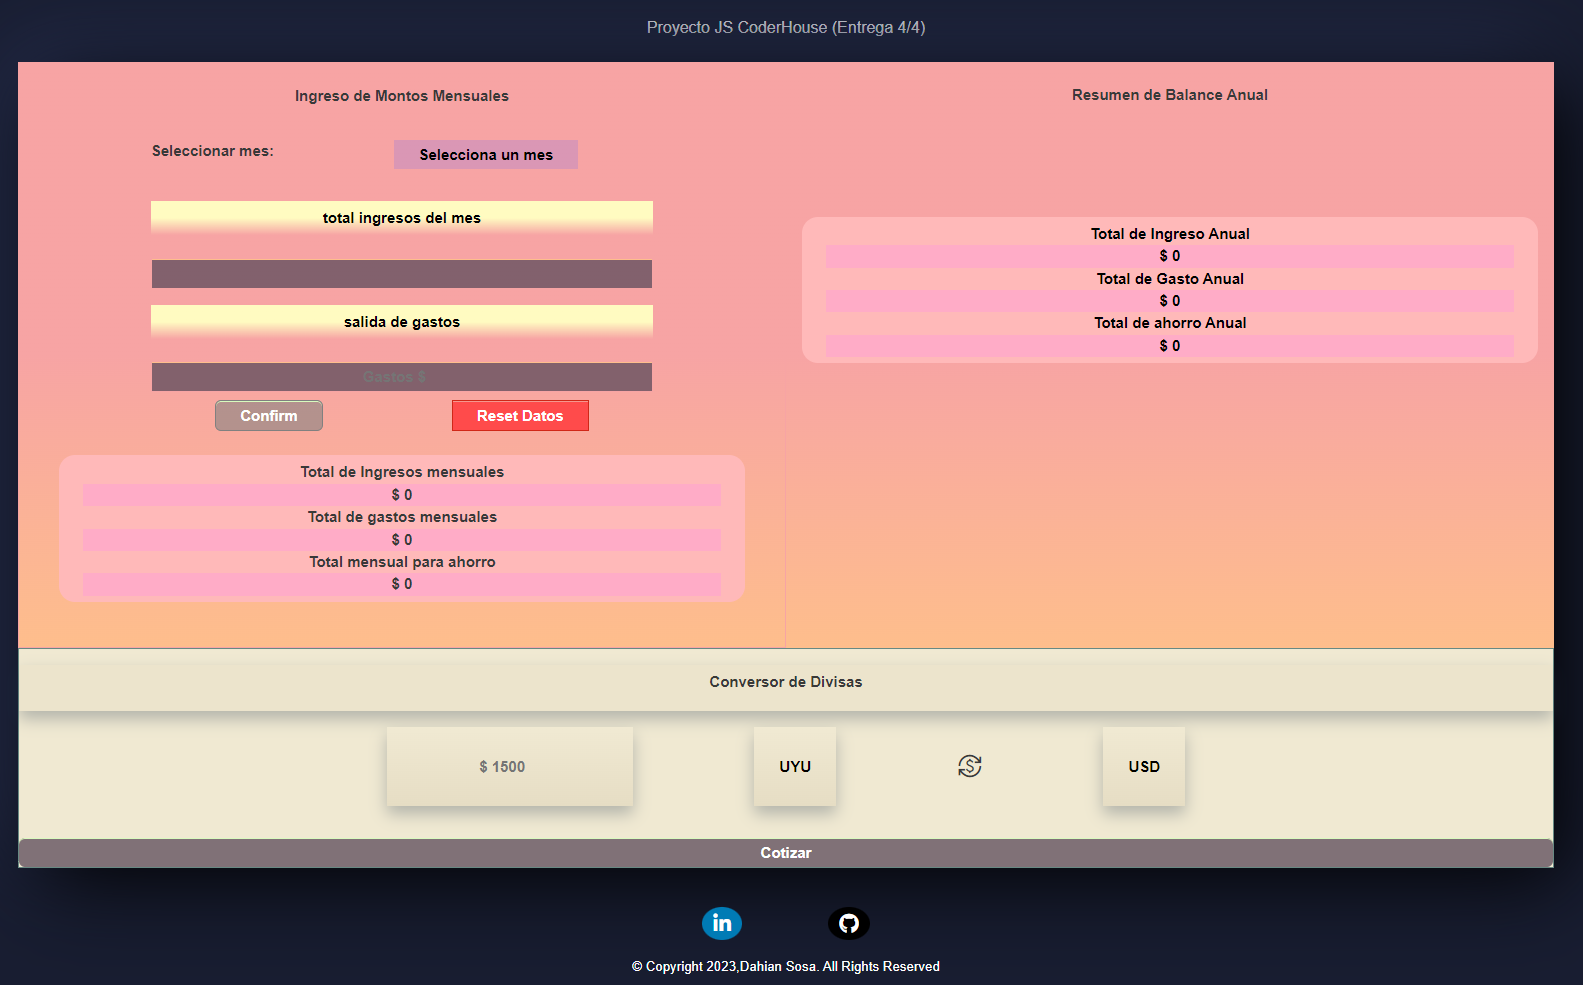 Proyecto JS CoderHouse (Entrega 4/4)
Ingreso de Montos Mensuales
Seleccionar mes:
Selecciona un mes
total ingresos del mes
salida de gastos
Gastos $
Confirm
Reset Datos
Total de Ingresos mensuales
$ 0
Total de gastos mensuales
$ 0
Total mensual para ahorro
$ 0
Resumen de Balance Anual
Total de Ingreso Anual
$ 0
Total de Gasto Anual
$ 0
Total de ahorro Anual
$ 0
Conversor de Divisas
$ 1500
UYU
USD
Cotizar
in
© Copyright 2023,Dahian Sosa. All Rights Reserved